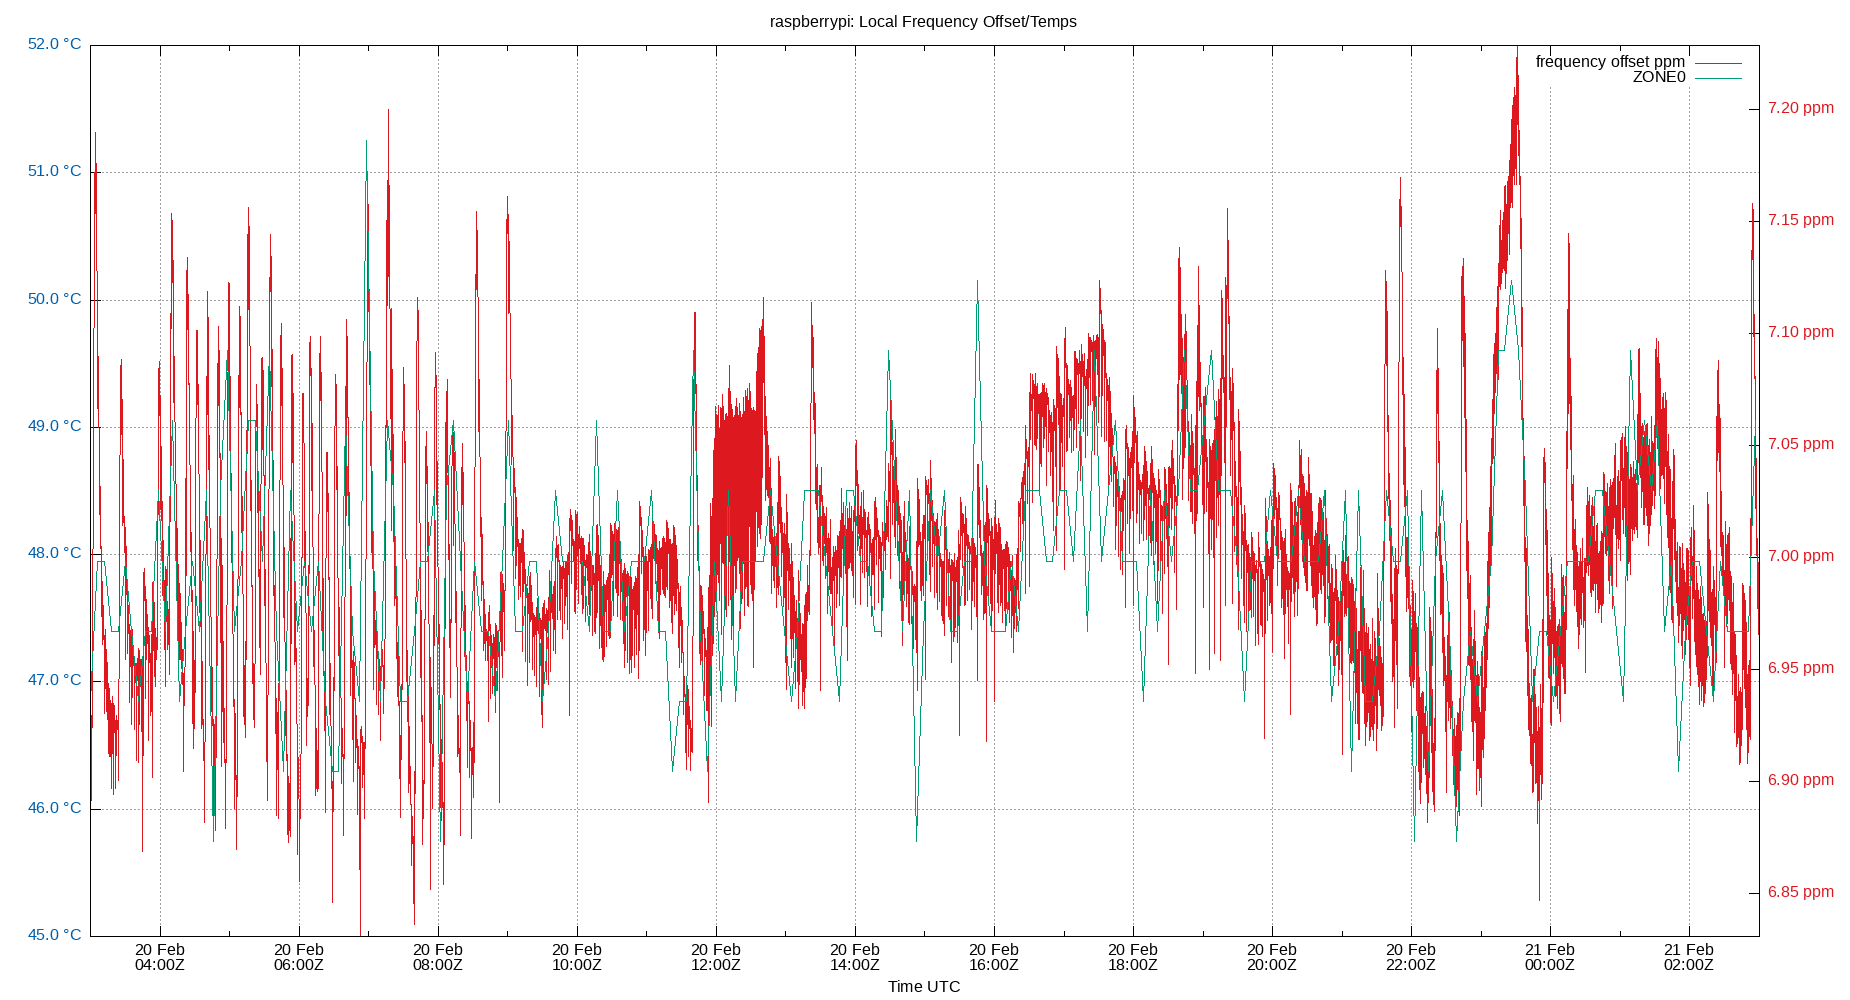 raspberrypi: Local Frequency Offset/Temps
52.0 °C
51.0 °C
50.0 °C
49.0 °C
48.0 °C
47.0 °C
46.0 °C
45.0 °C
frequency offset ppm
ZONE0
7.20 ppm
7.15 ppm
7.10 ppm
7.05 ppm
7.00 ppm
6.95 ppm
6.90 ppm
6.85 ppm
20 Feb 20 Feb 20 Feb 20 Feb 20 Feb 20 Feb 20 Feb 20 Feb 20 Feb 20 Feb 21 Feb 21 Feb
04:00Z 06:00Z 08:00Z 10:00Z 12:00Z 14:00Z 16:00Z 18:00Z 20:00Z 22:00Z 00:00Z 02:00Z
Time UTC